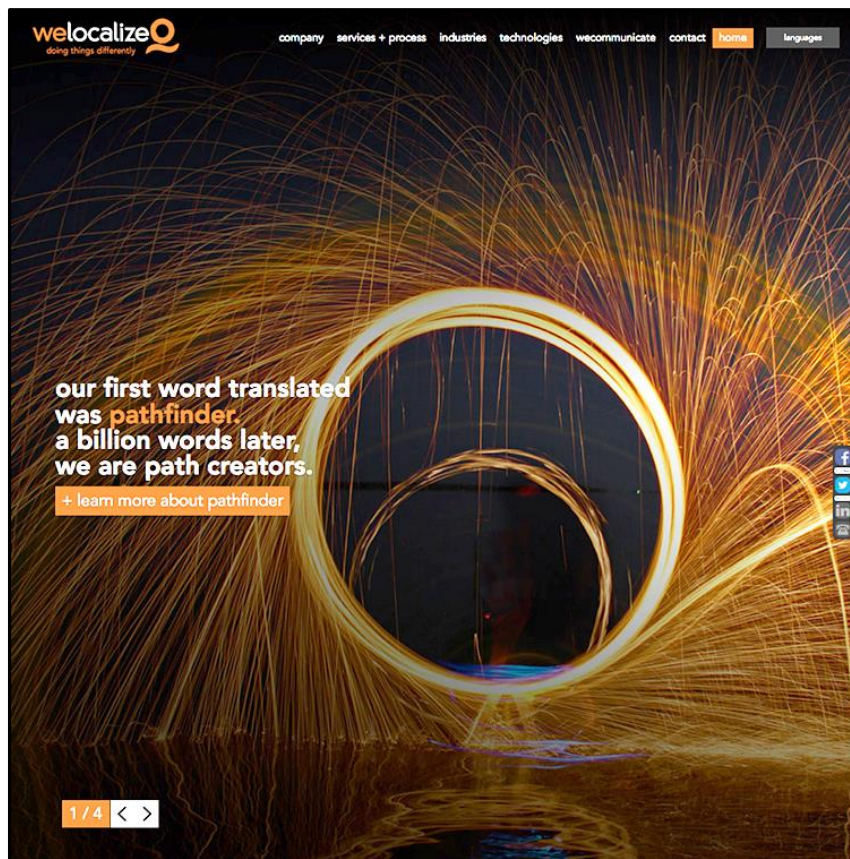 welocalize
doing things differently
company services + process industries technologies wecommunicate contact home languages
our first word translated
was pathfinder.
a billion words later,
we are path creators.
+ learn more about pathfinder
f
in
1 / 4 < >